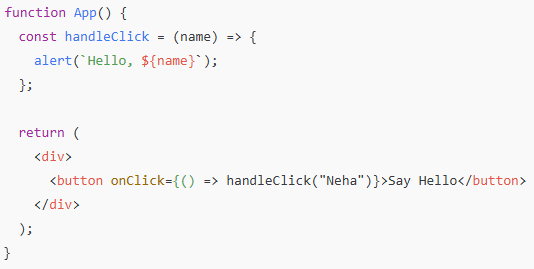 function App() {
  const handleClick = (name) => {
    alert(`Hello, ${name}`);
  };

  return (
    <div>
      <button onClick={() => handleClick("Neha")}>Say Hello</button>
    </div>
  );
}